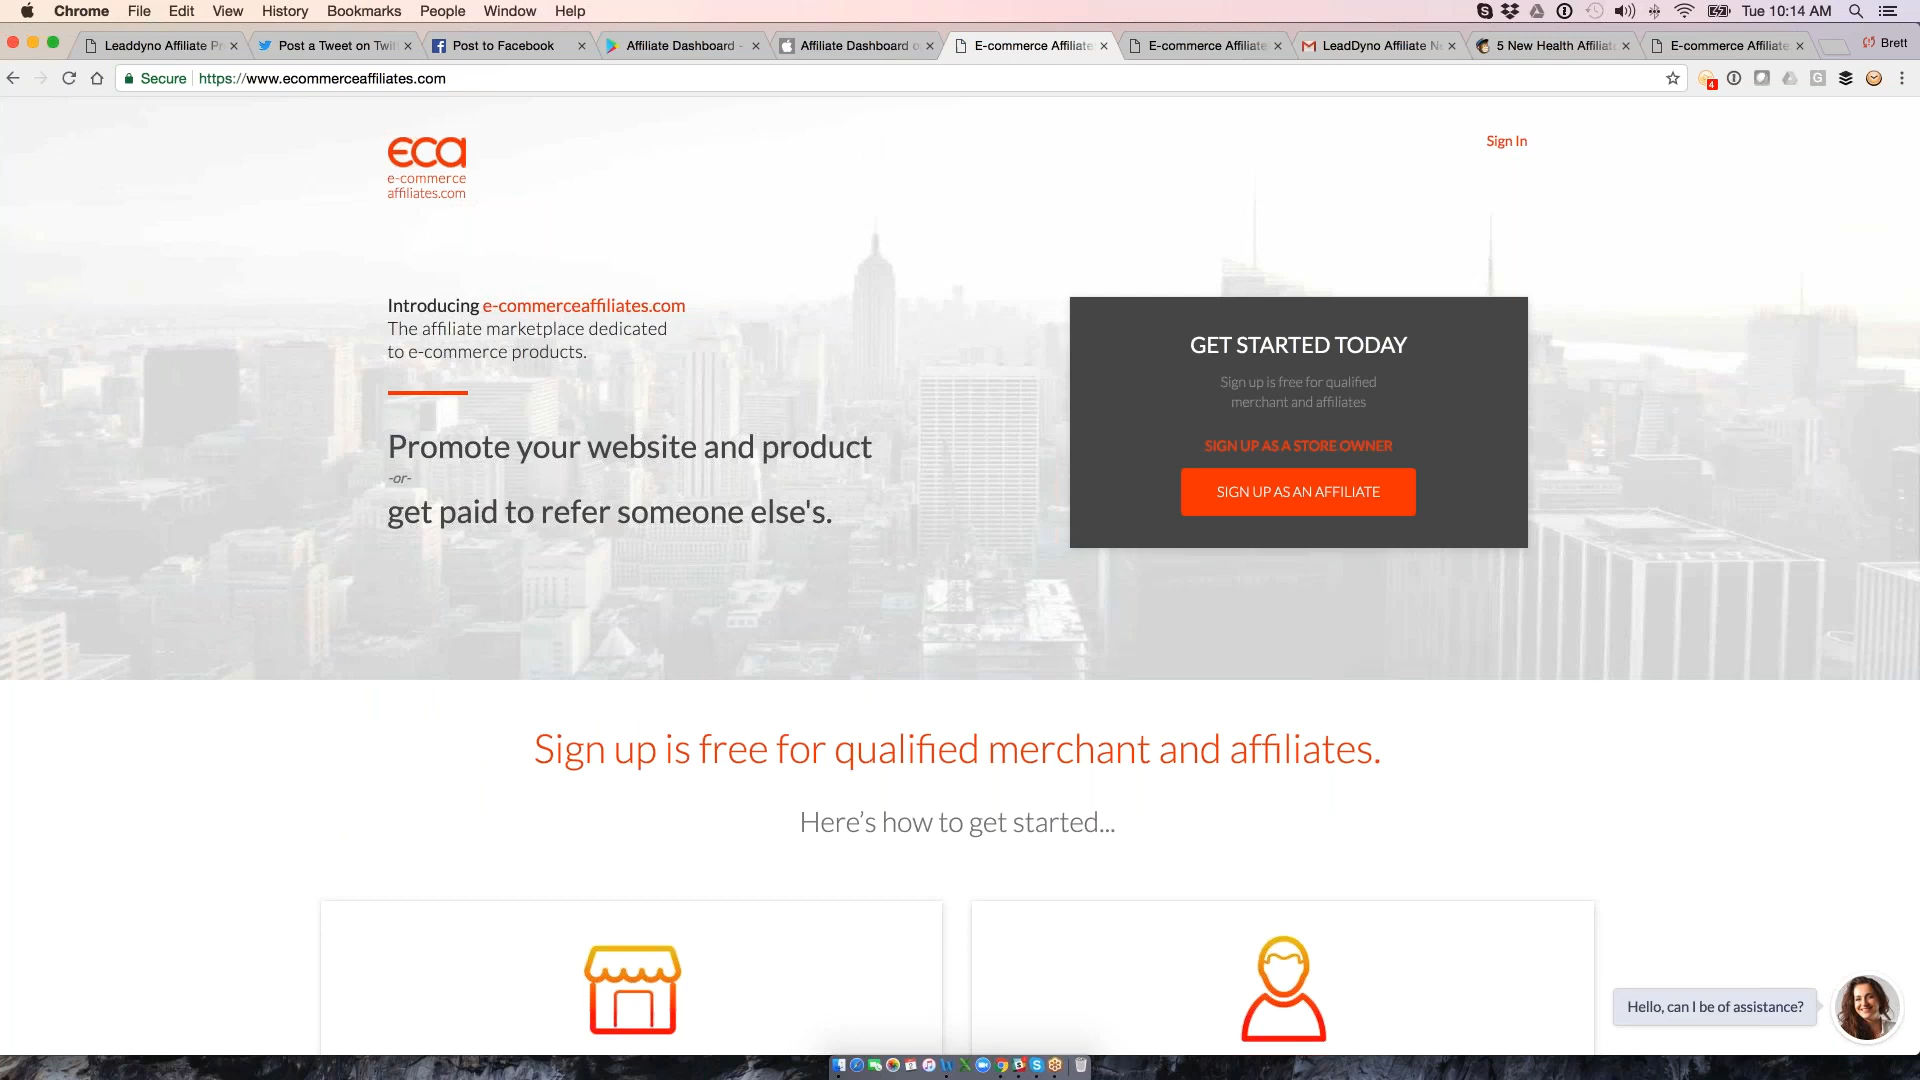 Chrome File Edit View History Bookmarks People Window Help
Tue 10:14 AM
Leaddyno Affiliate Pr
Post a Tweet on Twitt
Post to Facebook
Affiliate Dashboard -
Affiliate Dashboard o
E-commerce Affiliate
E-commerce Affiliate
LeadDyno Affiliate Ne
5 New Health Affiliat
E-commerce Affiliate
Brett
Secure https://www.ecommerceaffiliates.com
4
eca
e-commerce
affiliates.com
Sign In
Introducing e-commerceaffiliates.com
The affiliate marketplace dedicated
to e-commerce products.
Promote your website and product
-or-
get paid to refer someone else's.
GET STARTED TODAY
Sign up is free for qualified
merchant and affiliates
SIGN UP AS A STORE OWNER
SIGN UP AS AN AFFILIATE
Sign up is free for qualified merchant and affiliates.
Here’s how to get started...
Hello, can I be of assistance?